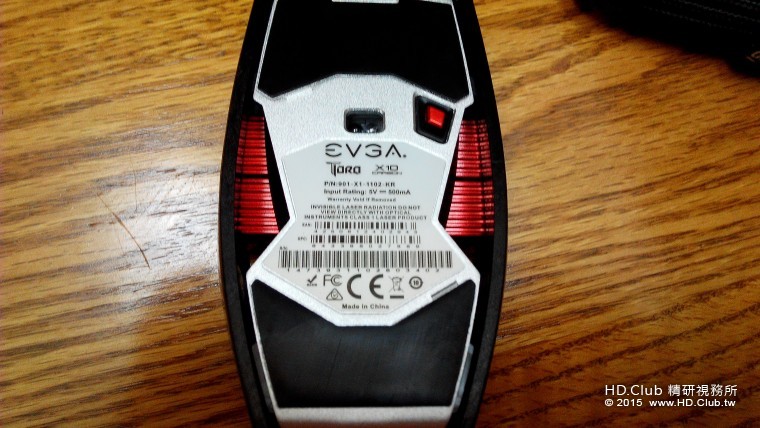 EVGA.
TORQ X10
CARBON
P/N:901-X1-1102-KR
Input Rating: 5V ⎓ 500mA
Warranty Void If Removed
INVISIBLE LASER RADIATION DO NOT
VIEW DIRECTLY WITH OPTICAL
INSTRUMENTS CLASS 1 LASER PRODUCT
EAN:
UPC:
S/N:
FC CE
Made in China
HD.Club 精研視務所
© 2015 www.HD.Club.tw